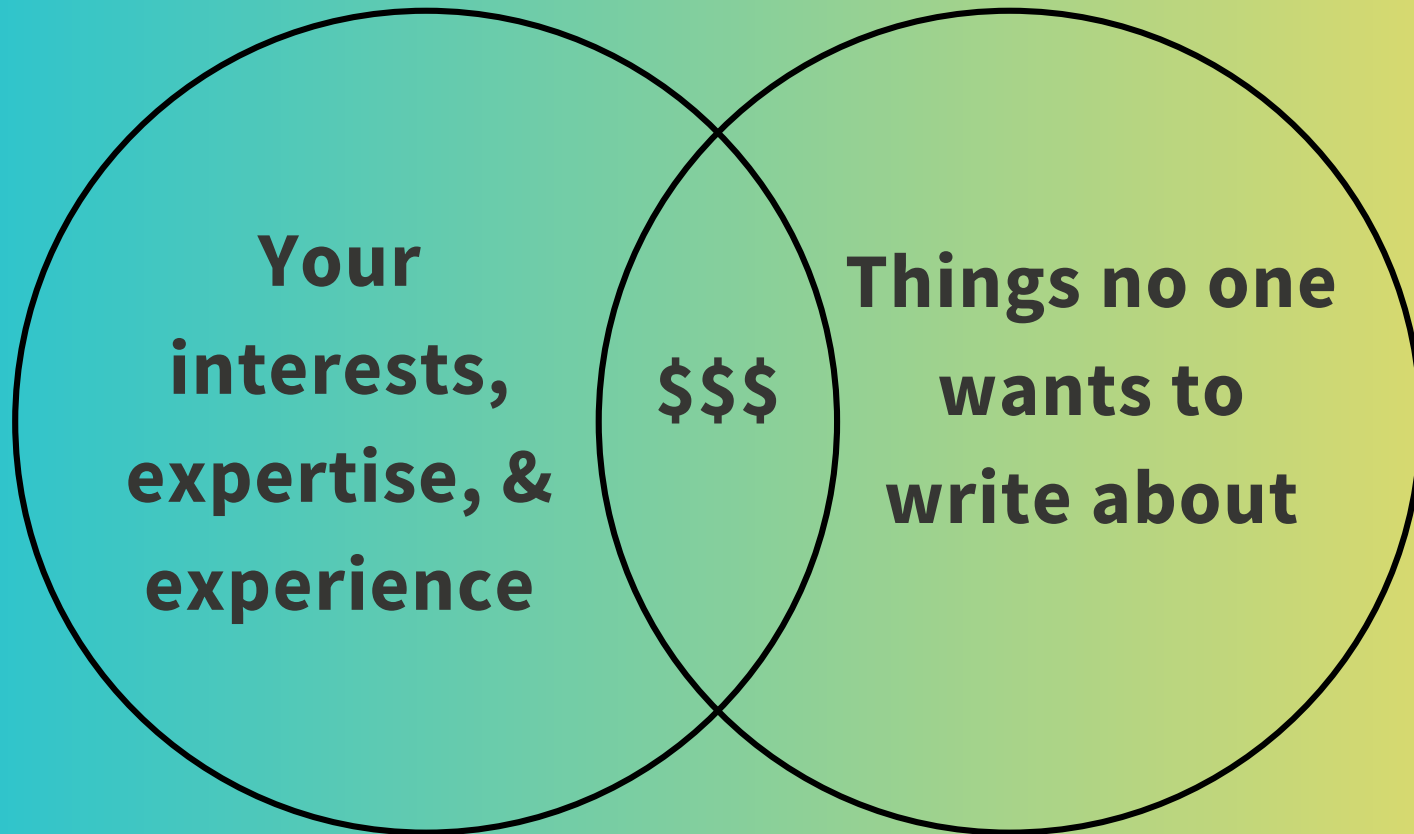 Your
interests,
expertise, &
experience
$$$
Things no one
wants to
write about